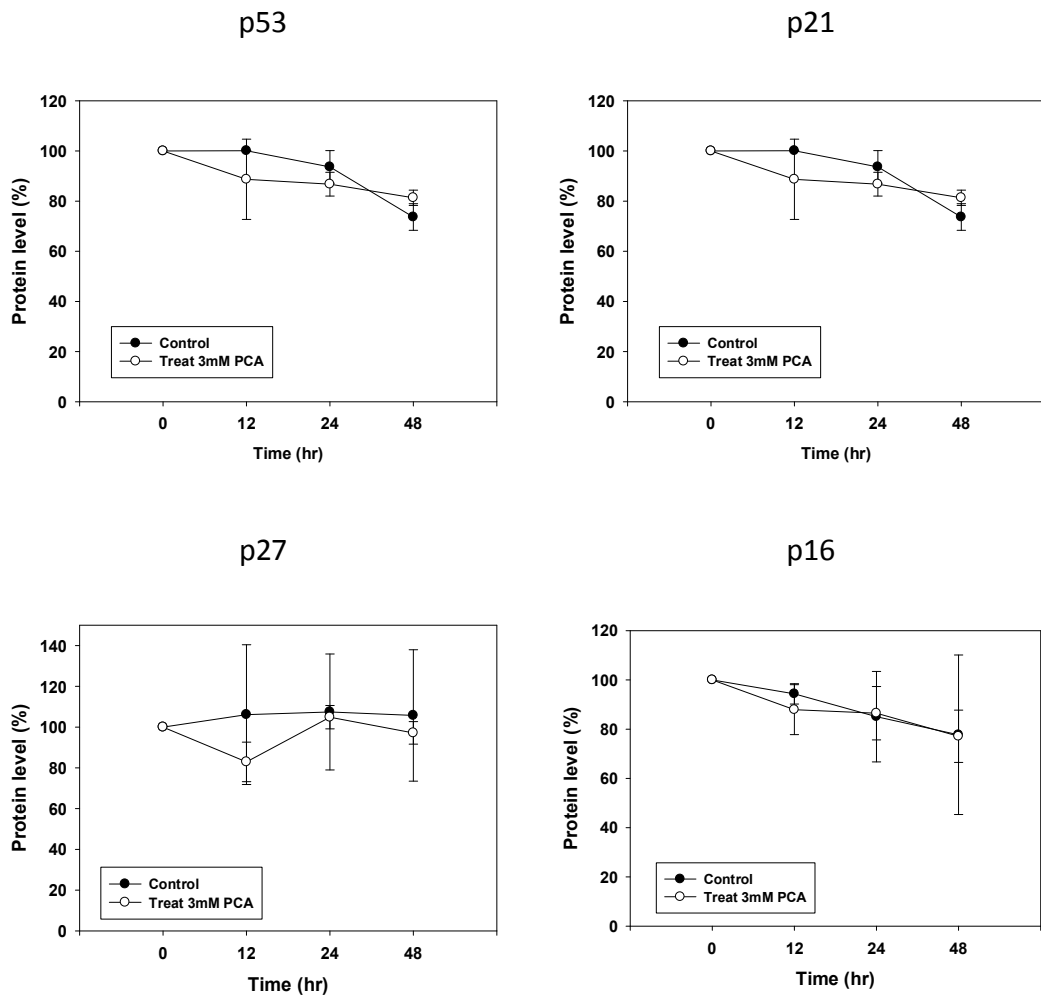 p53
120
100
80
60
40
20
0
Protein level (%)
Control
Treat 3mM PCA
0 12 24 48
Time (hr)
p21
120
100
80
60
40
20
0
Protein level (%)
Control
Treat 3mM PCA
0 12 24 48
Time (hr)
p27
140
120
100
80
60
40
20
0
Protein level (%)
Control
Treat 3mM PCA
0 12 24 48
Time (hr)
p16
120
100
80
60
40
20
0
Protein level (%)
Control
Treat 3mM PCA
0 12 24 48
Time (hr)